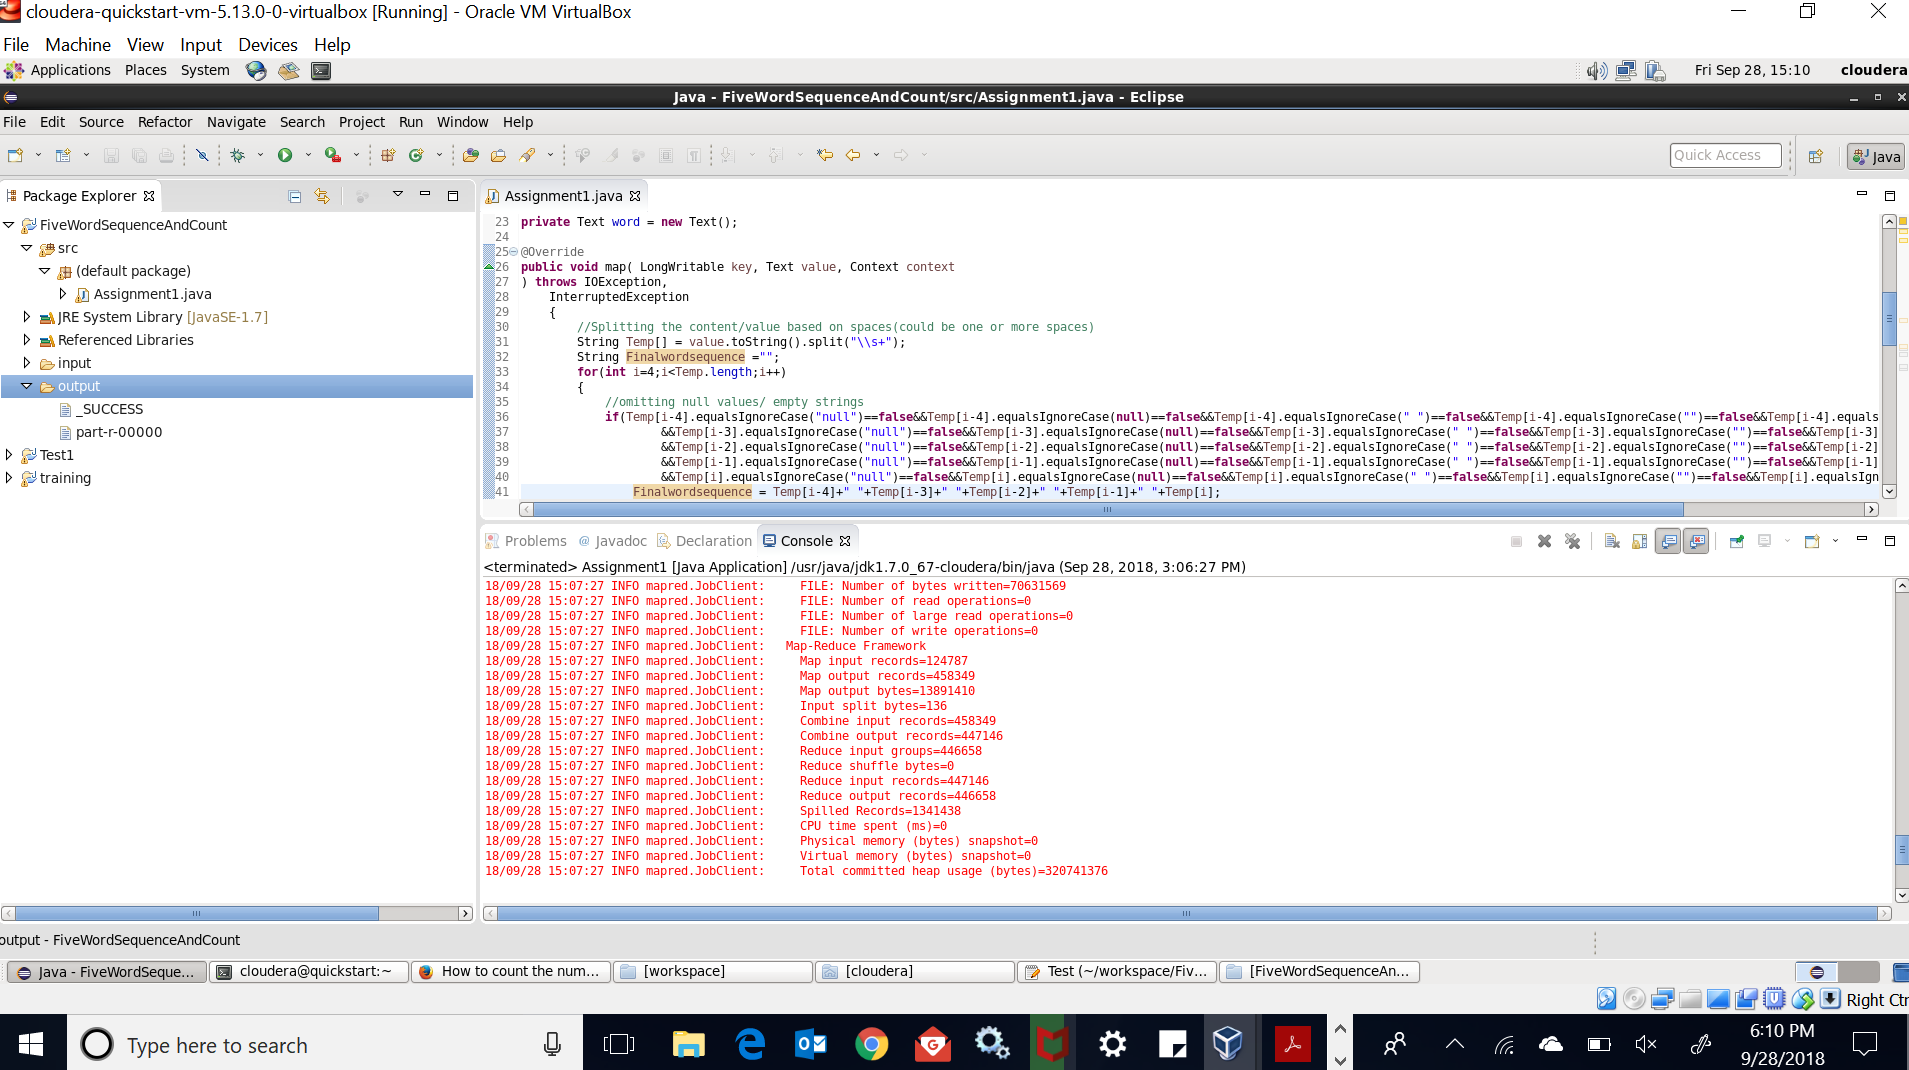 cloudera-quickstart-vm-5.13.0-0-virtualbox [Running] - Oracle VM VirtualBox
File Machine View Input Devices Help
Applications Places System
Fri Sep 28, 15:10 cloudera
Java - FiveWordSequenceAndCount/src/Assignment1.java - Eclipse
File Edit Source Refactor Navigate Search Project Run Window Help
Quick Access
Java
Package Explorer
FiveWordSequenceAndCount
src
(default package)
Assignment1.java
JRE System Library [JavaSE-1.7]
Referenced Libraries
input
output
_SUCCESS
part-r-00000
Test1
training
Assignment1.java
23 private Text word = new Text();
24
25 @Override
26 public void map( LongWritable key, Text value, Context context
27 ) throws IOException,
28 InterruptedException
29 {
30 //Splitting the content/value based on spaces(could be one or more spaces)
31 String Temp[] = value.toString().split("\\s+");
32 String Finalwordsequence ="";
33 for(int i=4;i<Temp.length;i++)
34 {
35 //omitting null values/ empty strings
36 if(Temp[i-4].equalsIgnoreCase("null")==false&&Temp[i-4].equalsIgnoreCase(null)==false&&Temp[i-4].equalsIgnoreCase(" ")==false&&Temp[i-4].equalsIgnoreCase("")==false&&Temp[i-4].equals
37 &&Temp[i-3].equalsIgnoreCase("null")==false&&Temp[i-3].equalsIgnoreCase(null)==false&&Temp[i-3].equalsIgnoreCase(" ")==false&&Temp[i-3].equalsIgnoreCase("")==false&&Temp[i-3]
38 &&Temp[i-2].equalsIgnoreCase("null")==false&&Temp[i-2].equalsIgnoreCase(null)==false&&Temp[i-2].equalsIgnoreCase(" ")==false&&Temp[i-2].equalsIgnoreCase("")==false&&Temp[i-2]
39 &&Temp[i-1].equalsIgnoreCase("null")==false&&Temp[i-1].equalsIgnoreCase(null)==false&&Temp[i-1].equalsIgnoreCase(" ")==false&&Temp[i-1].equalsIgnoreCase("")==false&&Temp[i-1]
40 &&Temp[i].equalsIgnoreCase("null")==false&&Temp[i].equalsIgnoreCase(null)==false&&Temp[i].equalsIgnoreCase(" ")==false&&Temp[i].equalsIgnoreCase("")==false&&Temp[i].equalsIgn
41 Finalwordsequence = Temp[i-4]+" "+Temp[i-3]+" "+Temp[i-2]+" "+Temp[i-1]+" "+Temp[i];
Problems Javadoc Declaration Console
<terminated> Assignment1 [Java Application] /usr/java/jdk1.7.0_67-cloudera/bin/java (Sep 28, 2018, 3:06:27 PM)
18/09/28 15:07:27 INFO mapred.JobClient: FILE: Number of bytes written=70631569
18/09/28 15:07:27 INFO mapred.JobClient: FILE: Number of read operations=0
18/09/28 15:07:27 INFO mapred.JobClient: FILE: Number of large read operations=0
18/09/28 15:07:27 INFO mapred.JobClient: FILE: Number of write operations=0
18/09/28 15:07:27 INFO mapred.JobClient: Map-Reduce Framework
18/09/28 15:07:27 INFO mapred.JobClient: Map input records=124787
18/09/28 15:07:27 INFO mapred.JobClient: Map output records=458349
18/09/28 15:07:27 INFO mapred.JobClient: Map output bytes=13891410
18/09/28 15:07:27 INFO mapred.JobClient: Input split bytes=136
18/09/28 15:07:27 INFO mapred.JobClient: Combine input records=458349
18/09/28 15:07:27 INFO mapred.JobClient: Combine output records=447146
18/09/28 15:07:27 INFO mapred.JobClient: Reduce input groups=446658
18/09/28 15:07:27 INFO mapred.JobClient: Reduce shuffle bytes=0
18/09/28 15:07:27 INFO mapred.JobClient: Reduce input records=447146
18/09/28 15:07:27 INFO mapred.JobClient: Reduce output records=446658
18/09/28 15:07:27 INFO mapred.JobClient: Spilled Records=1341438
18/09/28 15:07:27 INFO mapred.JobClient: CPU time spent (ms)=0
18/09/28 15:07:27 INFO mapred.JobClient: Physical memory (bytes) snapshot=0
18/09/28 15:07:27 INFO mapred.JobClient: Virtual memory (bytes) snapshot=0
18/09/28 15:07:27 INFO mapred.JobClient: Total committed heap usage (bytes)=320741376
output - FiveWordSequenceAndCount
Java - FiveWordSeque... cloudera@quickstart:~ How to count the num... [workspace] [cloudera] Test (~/workspace/Fiv... [FiveWordSequenceAn...
Right Ctr
Type here to search
6:10 PM
9/28/2018